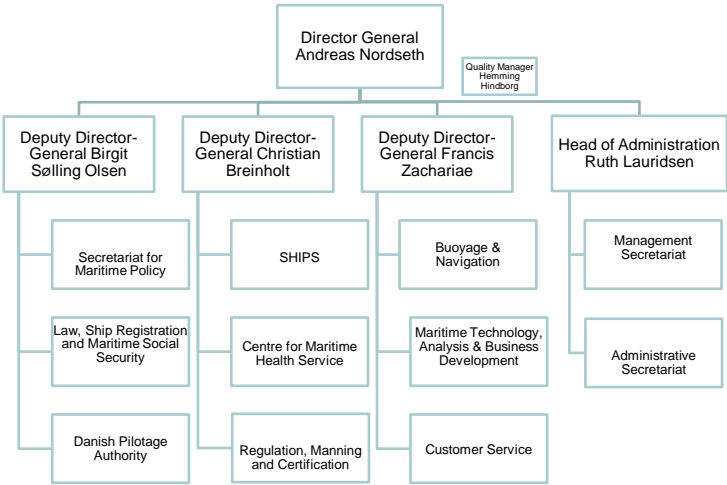 Director General
Andreas Nordseth
Quality Manager
Hemming
Hindborg
Deputy Director-
General Birgit
Sølling Olsen
Deputy Director-
General Christian
Breinholt
Deputy Director-
General Francis
Zachariae
Head of Administration
Ruth Lauridsen
Secretariat for
Maritime Policy
SHIPS
Buoyage &
Navigation
Management
Secretariat
Law, Ship Registration
and Maritime Social
Security
Centre for Maritime
Health Service
Maritime Technology,
Analysis & Business
Development
Administrative
Secretariat
Danish Pilotage
Authority
Regulation, Manning
and Certification
Customer Service